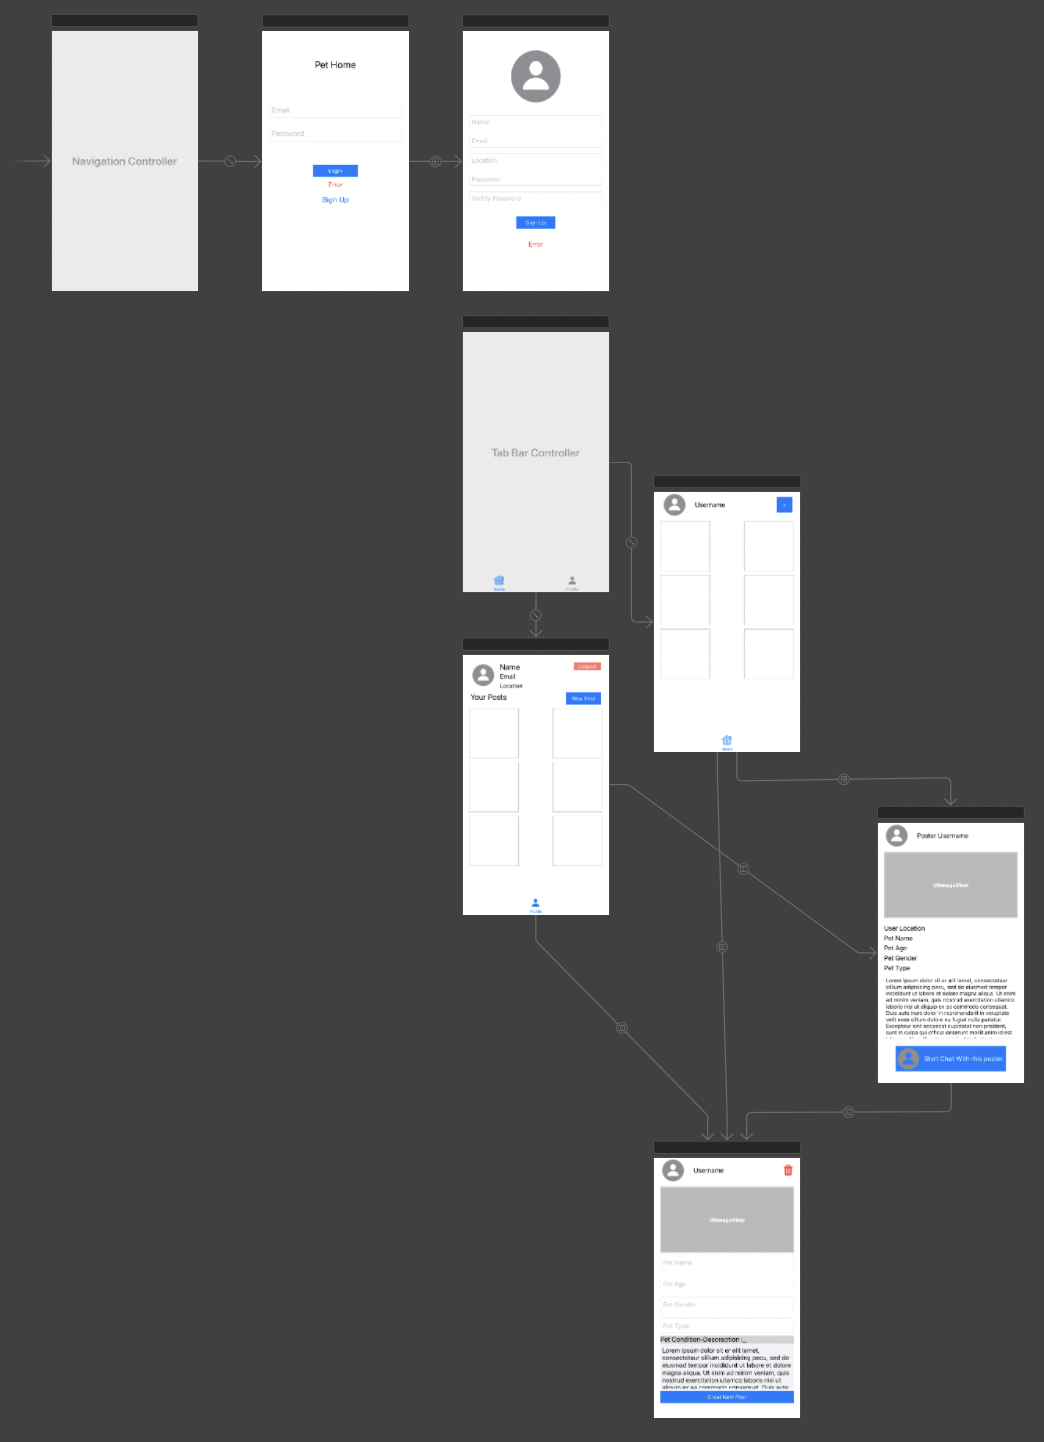 Navigation Controller
Pet Home
Email
Password
Login
Error
Sign Up
Name
Email
Location
Password
Vertify Password
Sign Up
Error
Tab Bar Controller
Home
Profile
Username
+
Home
Name
Email
Location
Logout
Your Posts
New Post
Profile
Poster Username
UIImageView
User Location
Pet Name
Pet Age
Pet Gender
Pet Type
Lorem ipsum dolor sit er elit lamet, consectetaur
cillium adipisicing pecu, sed do eiusmod tempor
incididunt ut labore et dolore magna aliqua. Ut enim
ad minim veniam, quis nostrud exercitation ullamco
laboris nisi ut aliquip ex ea commodo consequat.
Duis aute irure dolor in reprehenderit in voluptate
velit esse cillum dolore eu fugiat nulla pariatur.
Excepteur sint occaecat cupidatat non proident,
sunt in culpa qui officia deserunt mollit anim id est
Start Chat With this poster
Username
UIImageView
Pet Name
Pet Age
Pet Gender
Pet Type
Pet Condition-Descreption :_
Lorem ipsum dolor sit er elit lamet,
consectetaur cillium adipisicing pecu, sed do
eiusmod tempor incididunt ut labore et dolore
magna aliqua. Ut enim ad minim veniam, quis
nostrud exercitation ullamco laboris nisi ut
aliquip ex ea commodo consequat. Duis aute
New Post